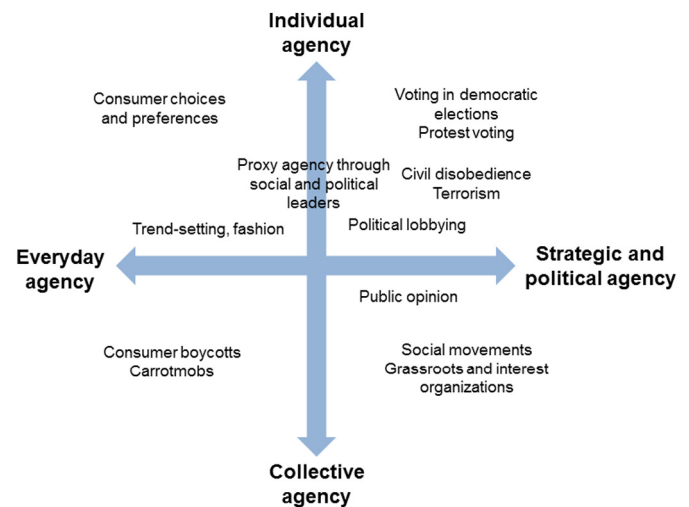 Individual
agency
Consumer choices
and preferences
Voting in democratic
elections
Protest voting
Proxy agency through
social and political
leaders
Civil disobedience
Terrorism
Trend-setting, fashion
Political lobbying
Everyday
agency
Strategic and
political agency
Public opinion
Consumer boycotts
Carrotmobs
Social movements
Grassroots and interest
organizations
Collective
agency